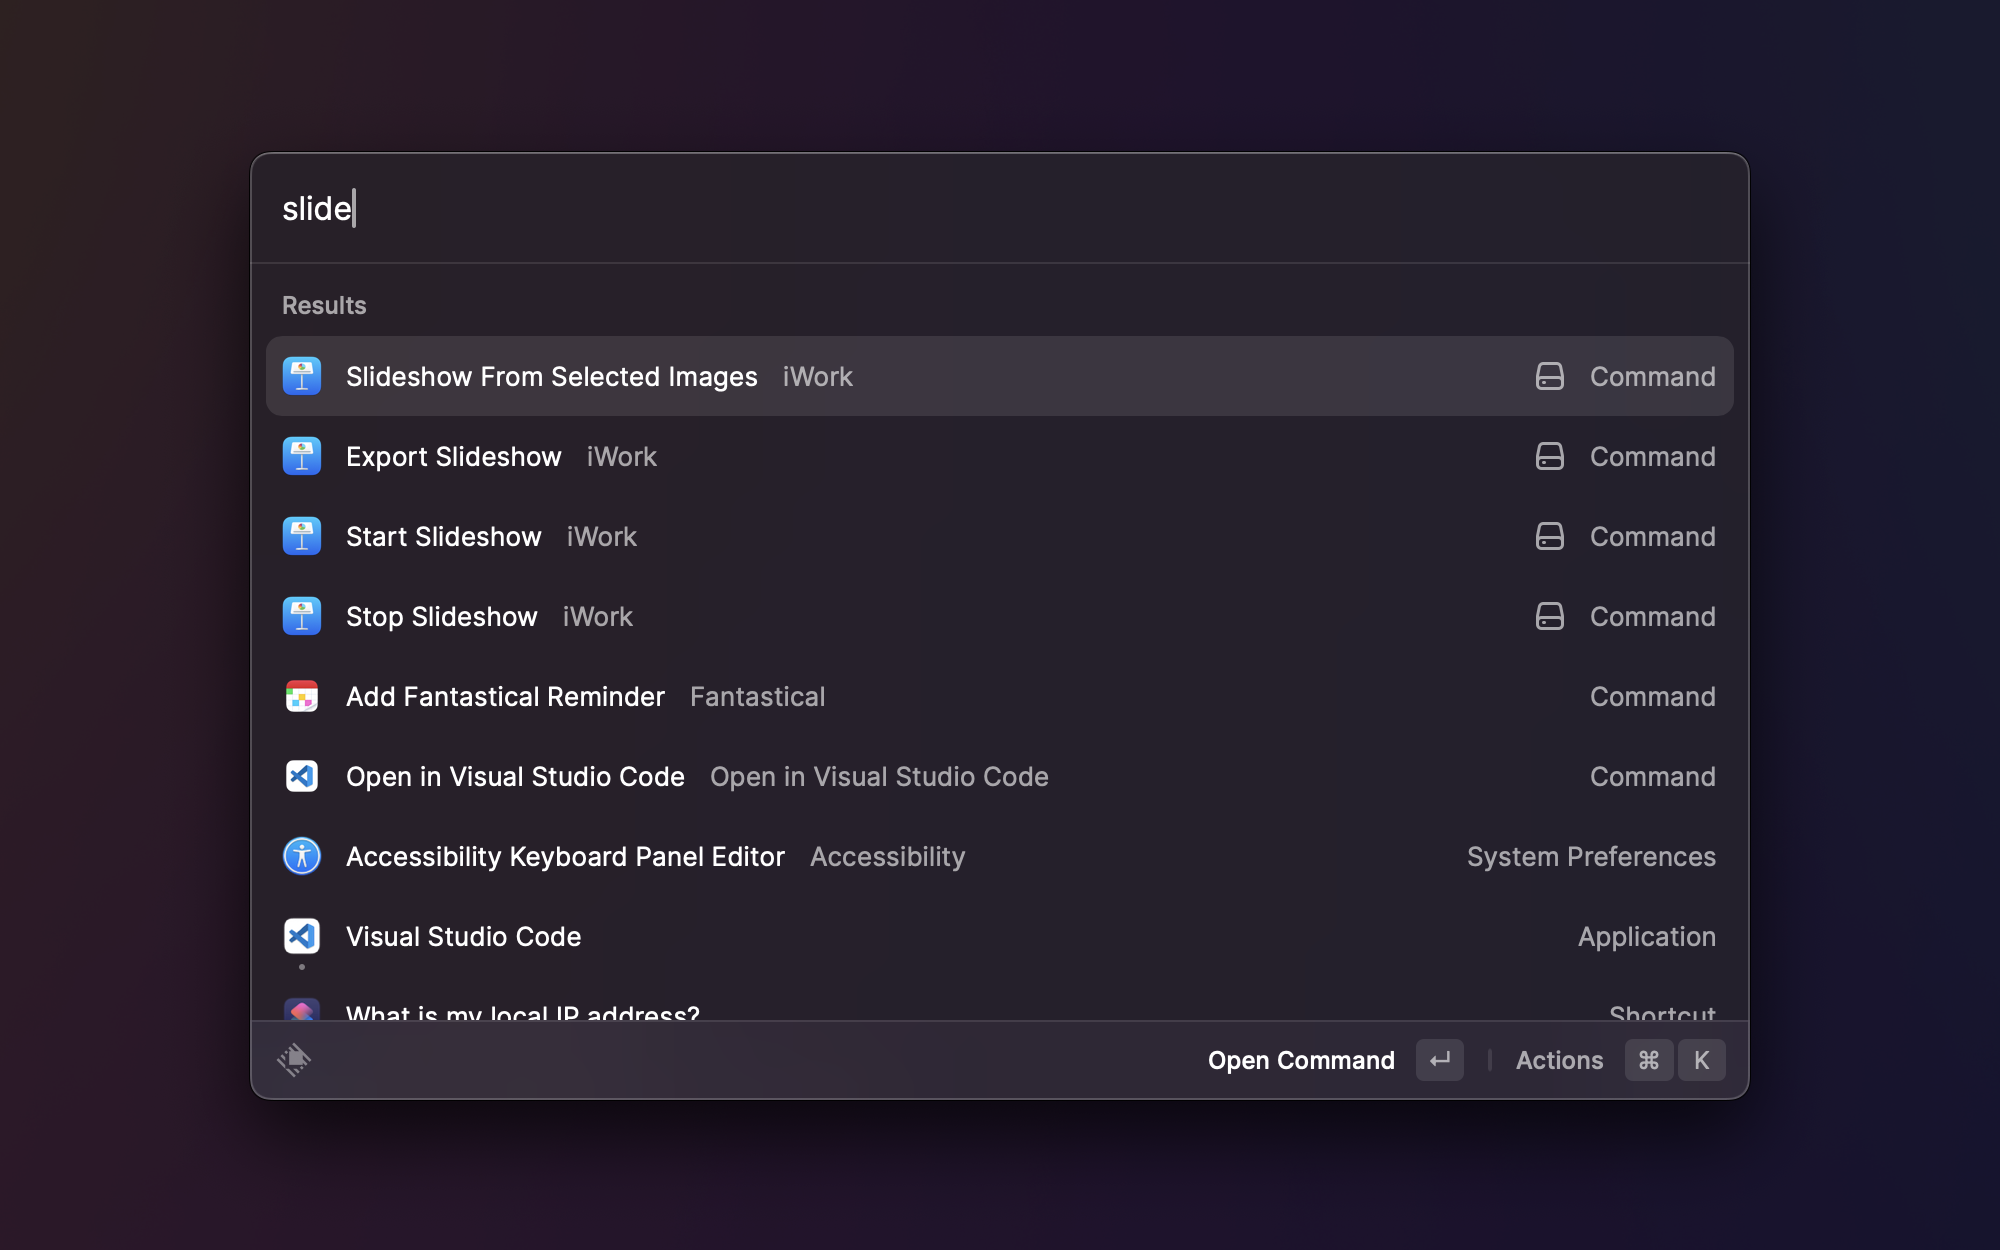 slide
Results
Slideshow From Selected Images iWork Command
Export Slideshow iWork Command
Start Slideshow iWork Command
Stop Slideshow iWork Command
Add Fantastical Reminder Fantastical Command
Open in Visual Studio Code Open in Visual Studio Code Command
Accessibility Keyboard Panel Editor Accessibility System Preferences
Visual Studio Code Application
What is my local IP address? Shortcut
Open Command ↵ Actions ⌘ K